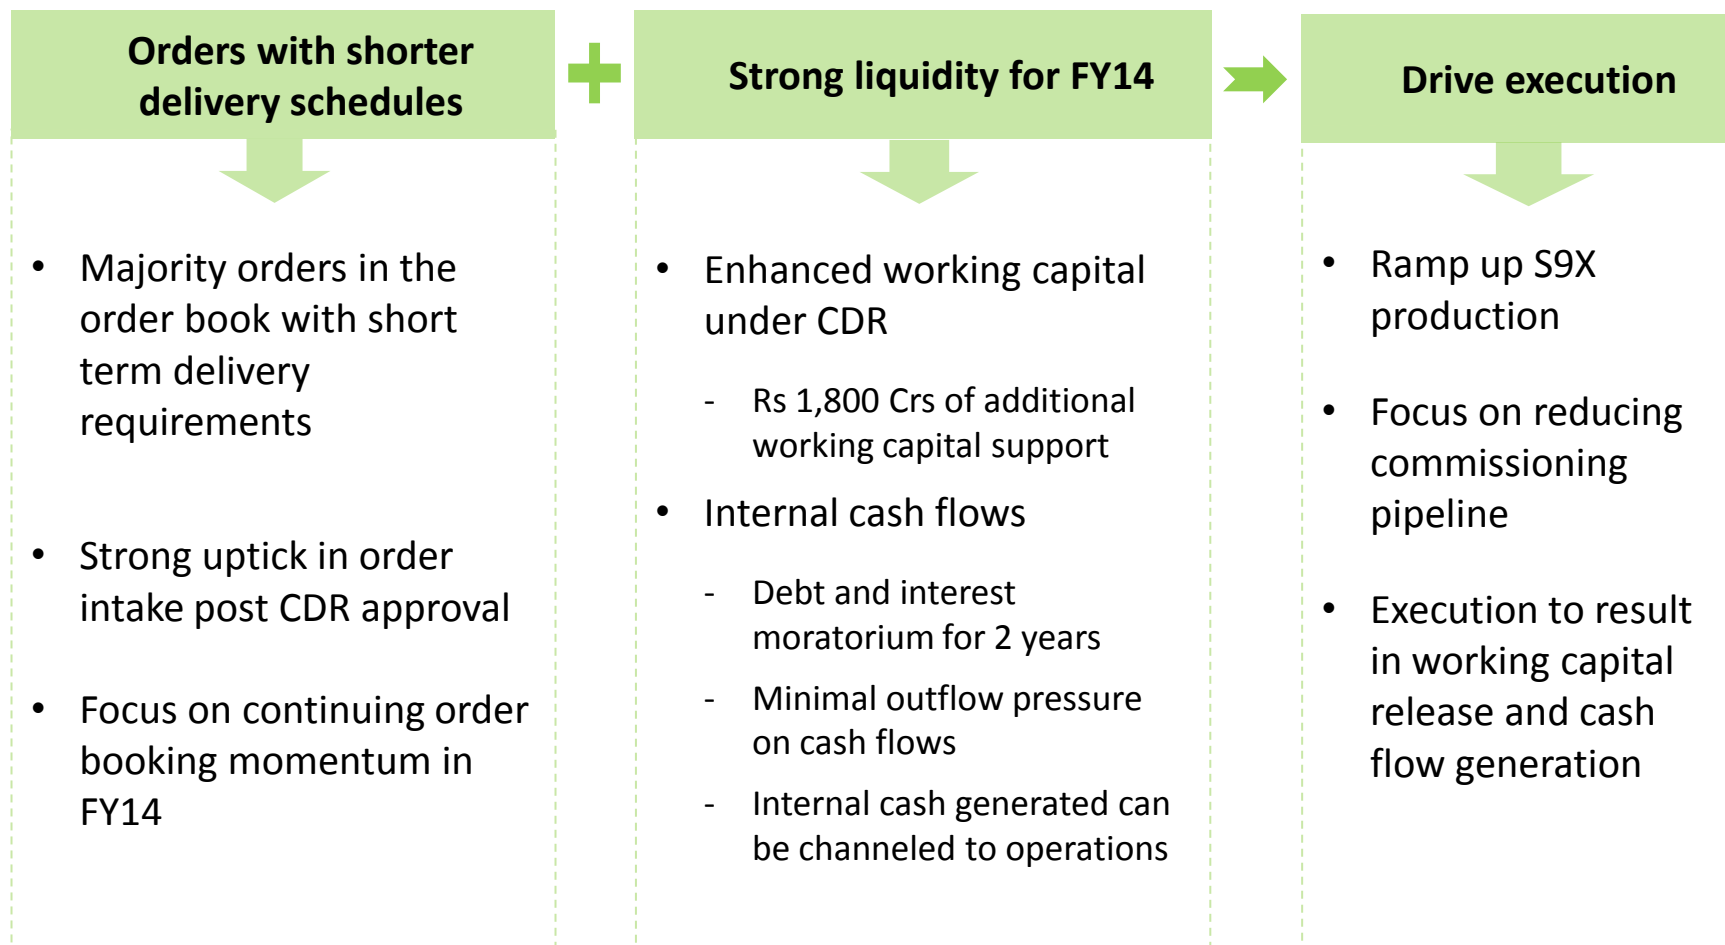 Orders with shorter
delivery schedules
• Majority orders in the
order book with short
term delivery
requirements
• Strong uptick in order
intake post CDR approval
• Focus on continuing order
booking momentum in
FY14
Strong liquidity for FY14
• Enhanced working capital
under CDR
- Rs 1,800 Crs of additional
working capital support
• Internal cash flows
- Debt and interest
moratorium for 2 years
- Minimal outflow pressure
on cash flows
- Internal cash generated can
be channeled to operations
Drive execution
• Ramp up S9X
production
• Focus on reducing
commissioning
pipeline
• Execution to result
in working capital
release and cash
flow generation